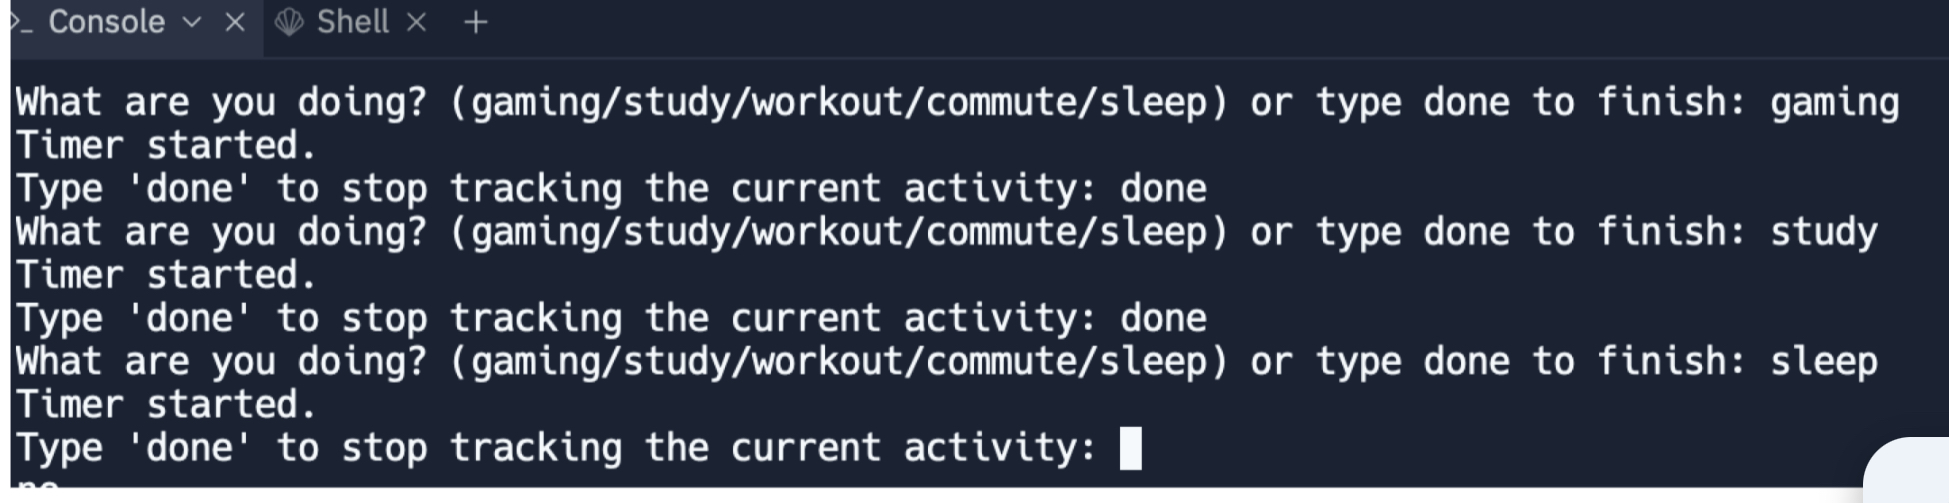 Console Shell
What are you doing? (gaming/study/workout/commute/sleep) or type done to finish: gaming
Timer started.
Type 'done' to stop tracking the current activity: done
What are you doing? (gaming/study/workout/commute/sleep) or type done to finish: study
Timer started.
Type 'done' to stop tracking the current activity: done
What are you doing? (gaming/study/workout/commute/sleep) or type done to finish: sleep
Timer started.
Type 'done' to stop tracking the current activity: